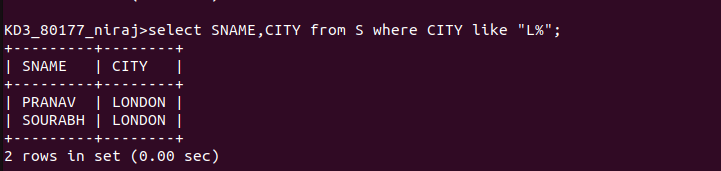 KD3_80177_niraj>select SNAME,CITY from S where CITY like "L%";
+---------+--------+
| SNAME   | CITY   |
+---------+--------+
| PRANAV  | LONDON |
| SOURABH | LONDON |
+---------+--------+
2 rows in set (0.00 sec)